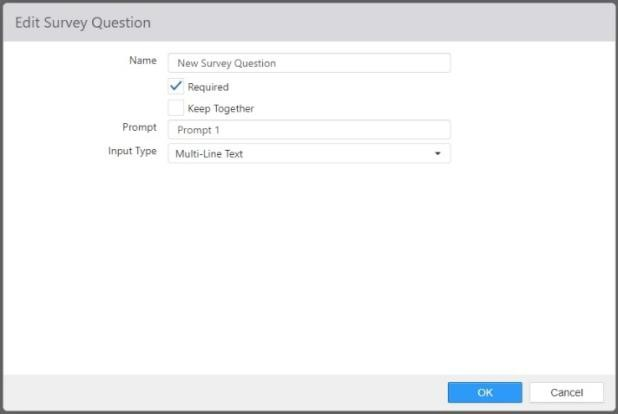 Edit Survey Question
Name New Survey Question
Required
Keep Together
Prompt Prompt 1
Input Type Multi-Line Text
OK Cancel